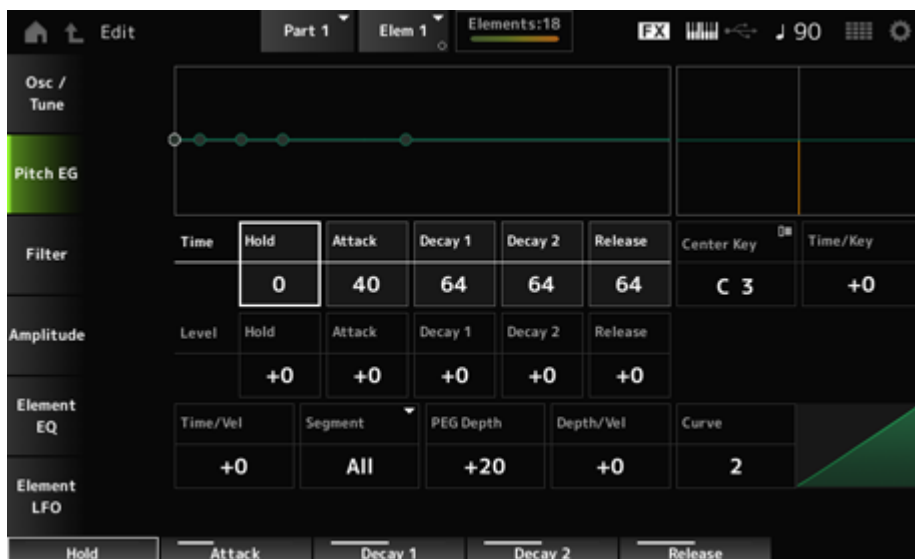 Edit Part 1 Elem 1 Elements:18 FX ♩ 90
Osc /
Tune
Pitch EG
Filter
Amplitude
Element
EQ
Element
LFO
Time Hold Attack Decay 1 Decay 2 Release Center Key Time/Key
0 40 64 64 64 C 3 +0
Level Hold Attack Decay 1 Decay 2 Release
+0 +0 +0 +0 +0
Time/Vel Segment PEG Depth Depth/Vel Curve
+0 All +20 +0 2
Hold Attack Decay 1 Decay 2 Release